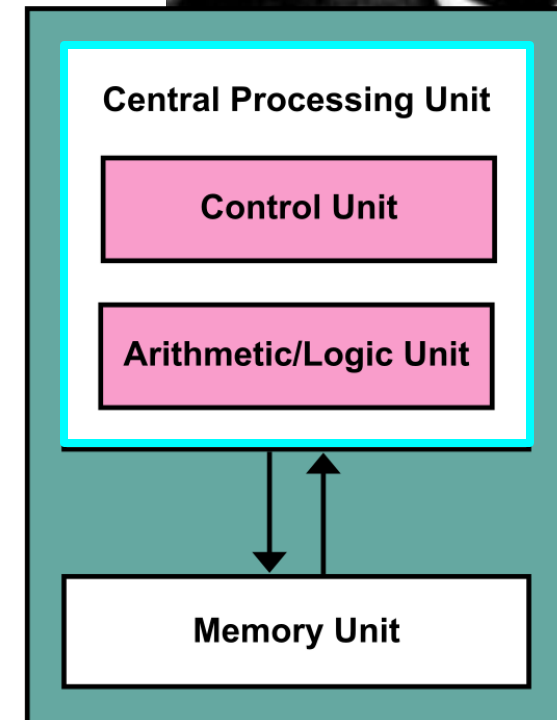 Central Processing Unit
Control Unit
Arithmetic/Logic Unit
Memory Unit